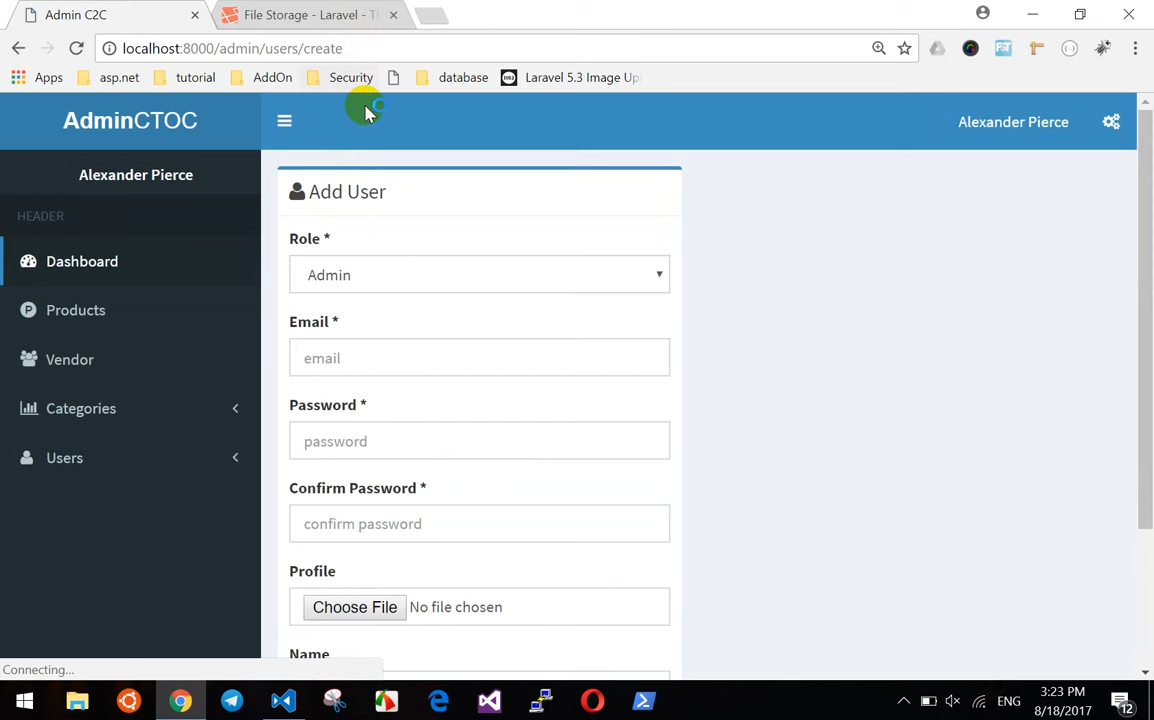 Admin C2C
File Storage - Laravel - T
localhost:8000/admin/users/create
Apps
asp.net
tutorial
AddOn
Security
database
Laravel 5.3 Image Up
AdminCTOC
Alexander Pierce
Alexander Pierce
HEADER
Dashboard
Products
Vendor
Categories
Users
Add User
Role *
Admin
Email *
email
Password *
password
Confirm Password *
confirm password
Profile
Choose File No file chosen
Name
Connecting...
ENG
3:23 PM
8/18/2017
12